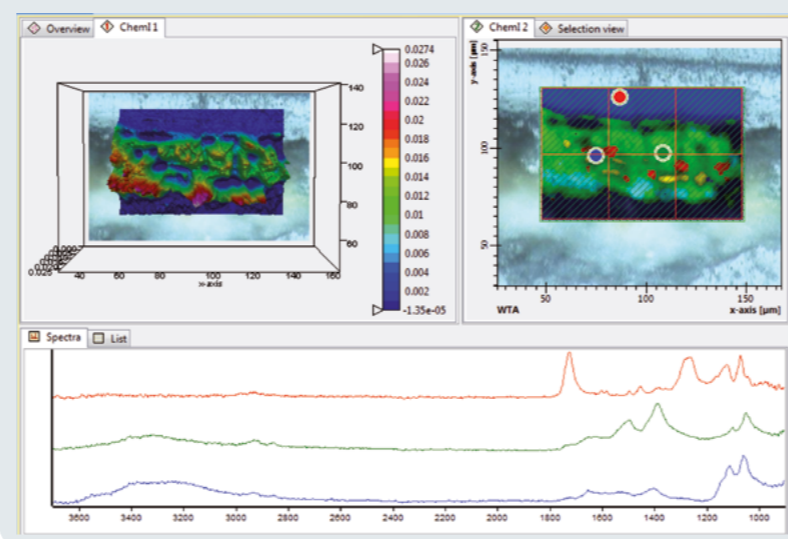 Overview
ChemI 1
0.0274
0.026
0.024
0.022
0.02
0.018
0.016
0.014
0.012
0.01
0.008
0.006
0.004
0.002
-1.35e-05
140
120
100
80
60
40 60 80 100 120 140 160
x-axis
ChemI 2
Selection view
y-axis [µm]
150
100
50
50 100 150
WTA
x-axis [µm]
Spectra
List
3600 3400 3200 3000 2800 2600 2400 2200 2000 1800 1600 1400 1200 1000